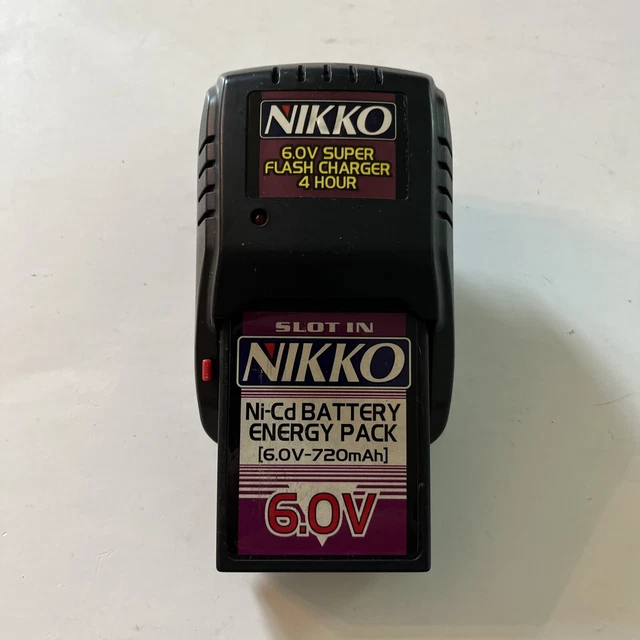 NIKKO
6.0V SUPER
FLASH CHARGER
4 HOUR
SLOT IN
NIKKO
Ni-Cd BATTERY
ENERGY PACK
[6.0V-720mAh]
6.0V